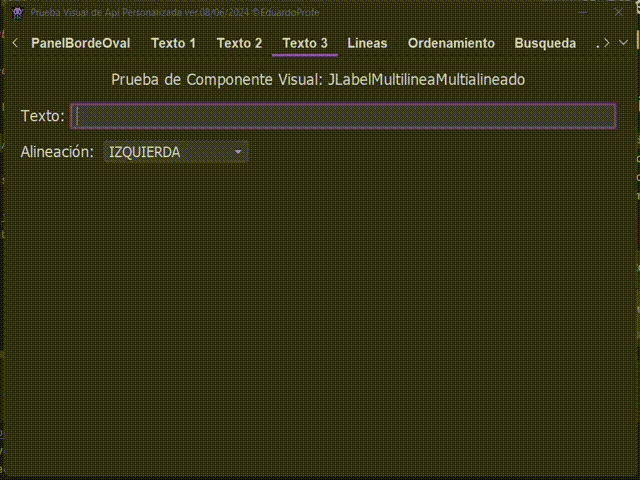 Prueba Visual de Api Personalizada ver.08/06/2024 ©EduardoProfe
PanelBordeOval Texto 1 Texto 2 Texto 3 Lineas Ordenamiento Busqueda .
Prueba de Componente Visual: JLabelMultilineaMultialineado
Texto:
Alineación: IZQUIERDA